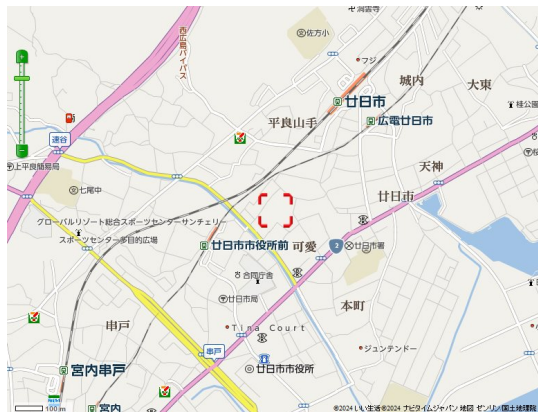 洞雲寺
佐方小
西広島バイパス
フジ
城内
大東
廿日市
平良山手
広電廿日市
桂公園
速谷
上平良簡易局
天神
七尾中
廿日市
グローバルリゾート総合スポーツセンターサンチェリー
スポーツセンター多目的広場
廿日市市役所前
可愛
2
廿日市署
合同庁舎
廿日市局
本町
串戸
Tina Court
串戸
ジュンテンドー
宮内串戸
廿日市市役所
宮内
100m
©2024 いい生活 ©2024 ナビタイムジャパン 地図 ゼンリン 国土地理院